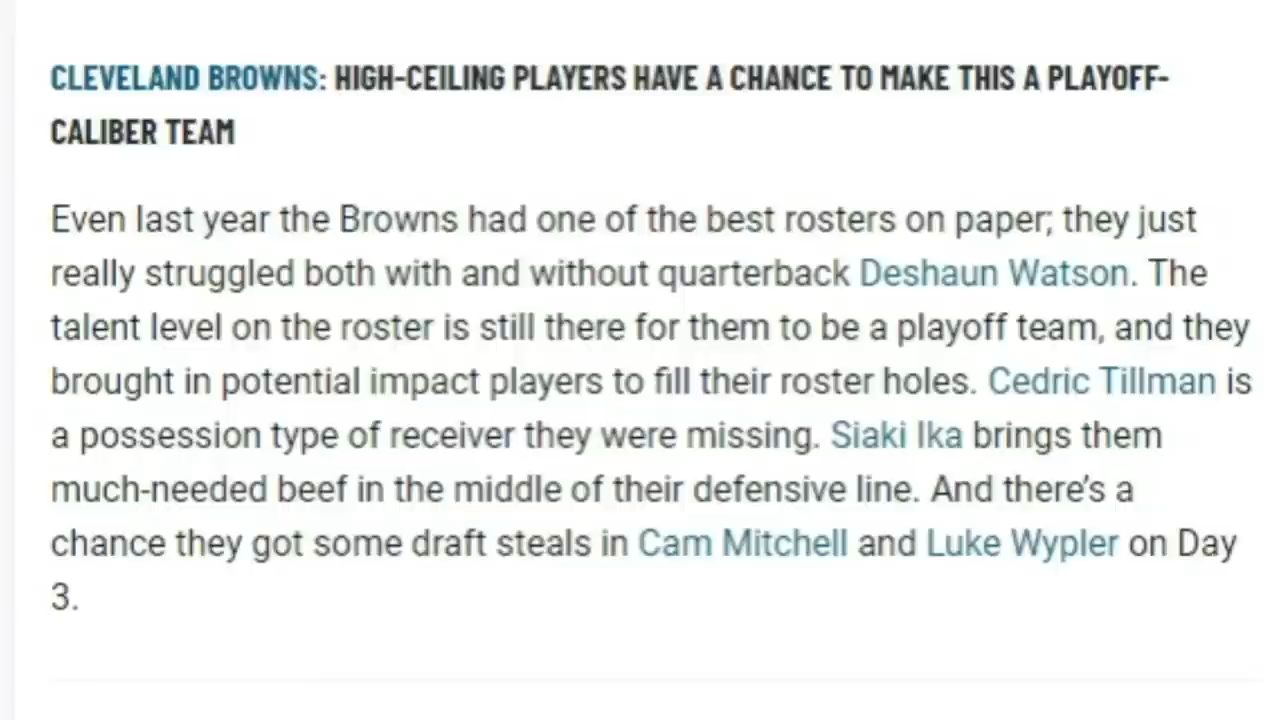 CLEVELAND BROWNS: HIGH-CEILING PLAYERS HAVE A CHANCE TO MAKE THIS A PLAYOFF-
CALIBER TEAM
Even last year the Browns had one of the best rosters on paper; they just
really struggled both with and without quarterback Deshaun Watson. The
talent level on the roster is still there for them to be a playoff team, and they
brought in potential impact players to fill their roster holes. Cedric Tillman is
a possession type of receiver they were missing. Siaki Ika brings them
much-needed beef in the middle of their defensive line. And there's a
chance they got some draft steals in Cam Mitchell and Luke Wypler on Day
3.